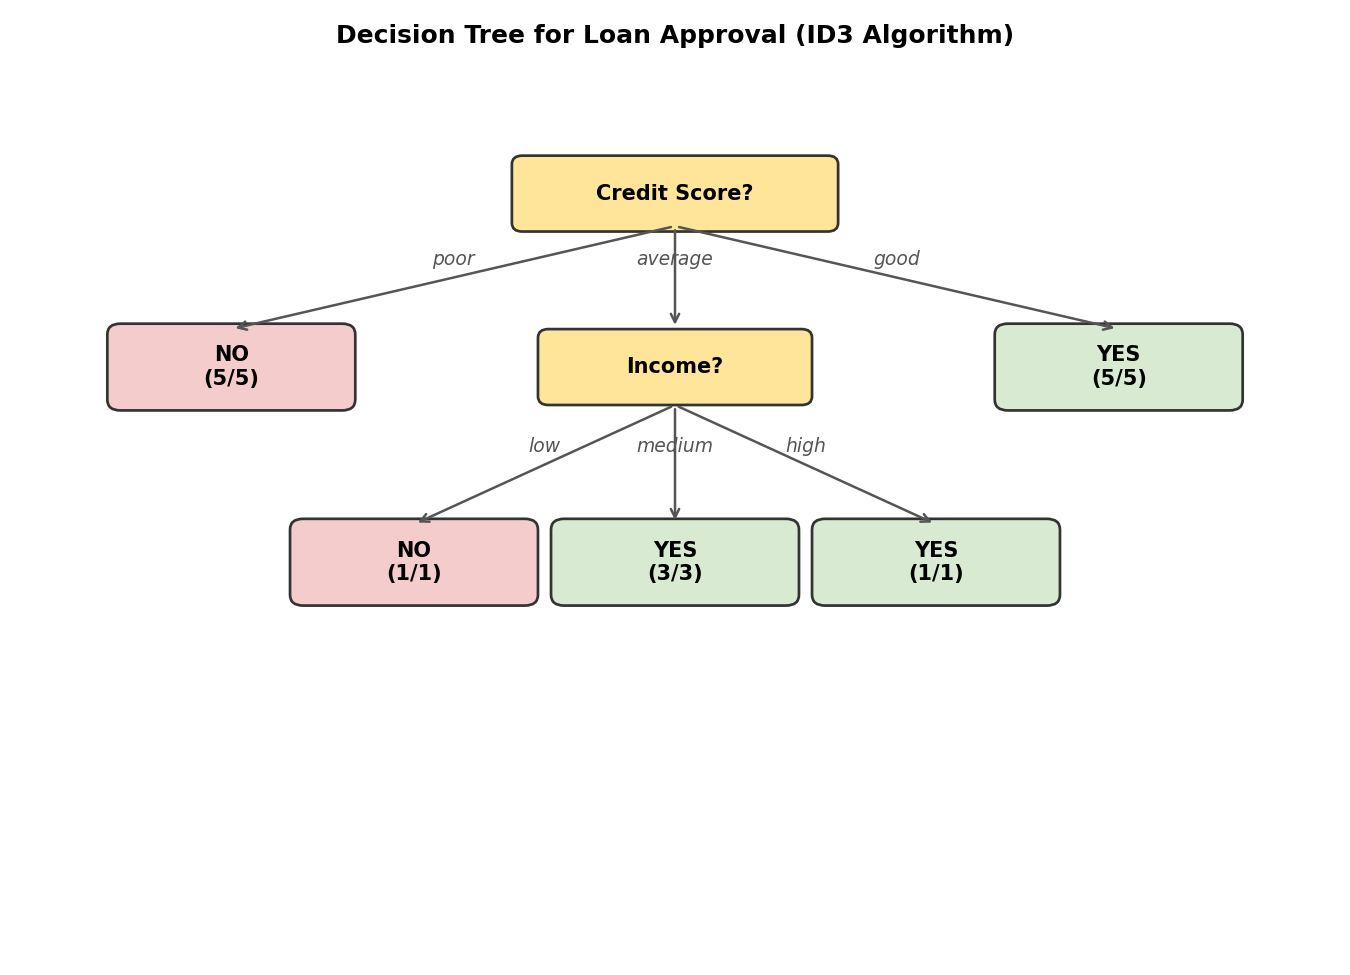 Decision Tree for Loan Approval (ID3 Algorithm)
Credit Score?
poor
average
good
NO
(5/5)
Income?
YES
(5/5)
low
medium
high
NO
(1/1)
YES
(3/3)
YES
(1/1)